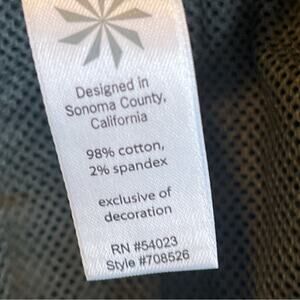 Designed in
Sonoma County,
California
98% cotton,
2% spandex
exclusive of
decoration
RN #54023
Style #708526